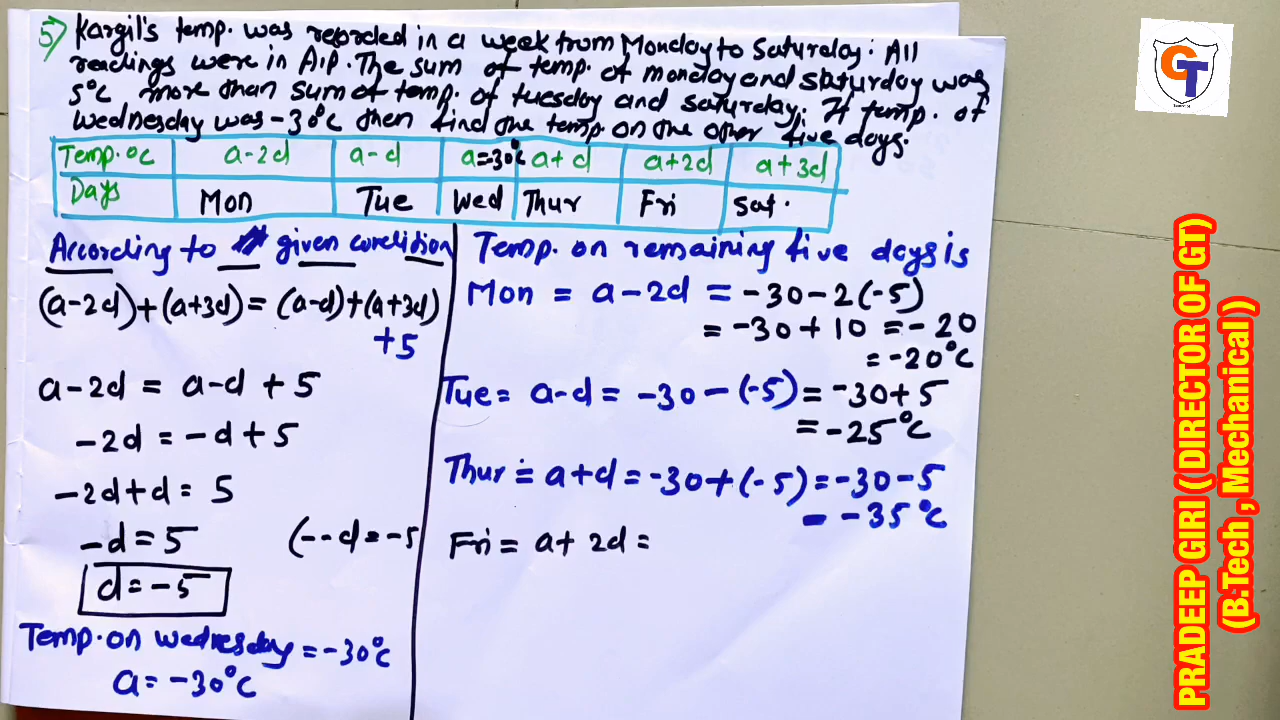 5) Kargil's temp. was recorded in a week from Monday to Saturday. All
readings were in A.P. The sum of temp. of monday and saturday was
5°C more than sum of temp. of tuesday and saturday. If temp. of
Wednesday was -30°C then find the temp. on the other five days.
Temp. °C a-2d a-d a=-30°C a+d a+2d a+3d
Days Mon Tue Wed Thur Fri Sat.
According to given condition
(a-2d)+(a+3d) = (a-d)+(a+3d)
+5
a-2d = a-d +5
-2d = -d+5
-2d+d = 5
-d = 5 (∵-d = -5
d = -5
Temp. on wednesday = -30°C
a = -30°C
Temp. on remaining five days is
Mon = a-2d = -30-2(-5)
= -30+10 = -20
= -20°C
Tue = a-d = -30-(-5) = -30+5
= -25°C
Thur = a+d = -30+(-5) = -30-5
= -35°C
Fri = a+2d =
GT
PRADEEP GIRI (( DIRECTOR OF GT)
(B.Tech , Mechanical )